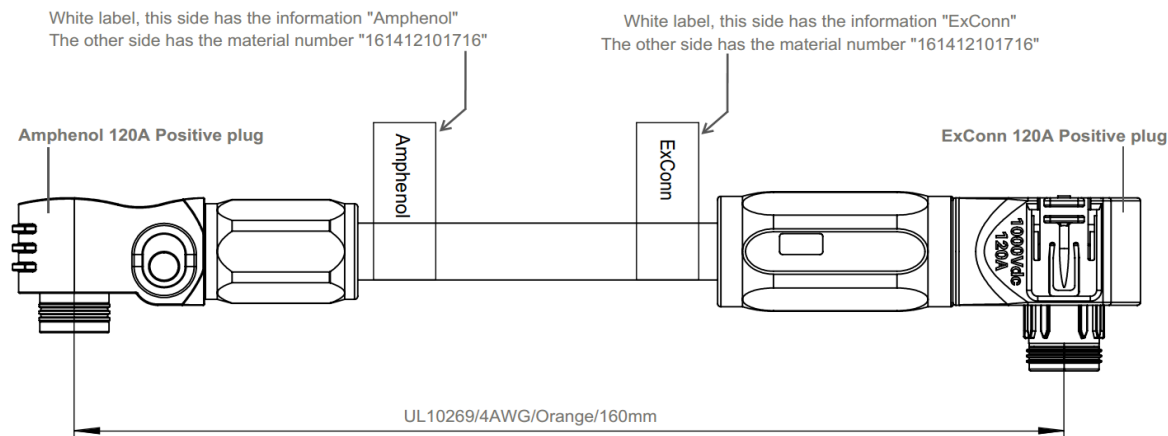 White label, this side has the information "Amphenol"
The other side has the material number "161412101716"
White label, this side has the information "ExConn"
The other side has the material number "161412101716"
Amphenol 120A Positive plug
Amphenol
ExConn
ExConn 120A Positive plug
1000Vdc
120A
UL10269/4AWG/Orange/160mm